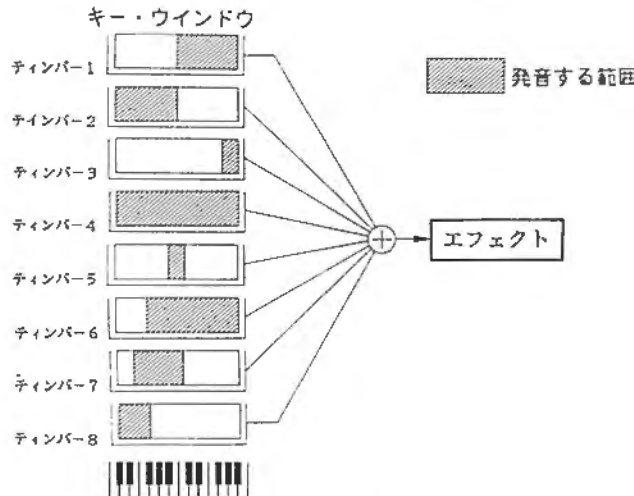 キー・ウインドウ
ティンバー1
発音する範囲
ティンバー2
ティンバー3
ティンバー4
エフェクト
ティンバー5
ティンバー6
ティンバー7
ティンバー8